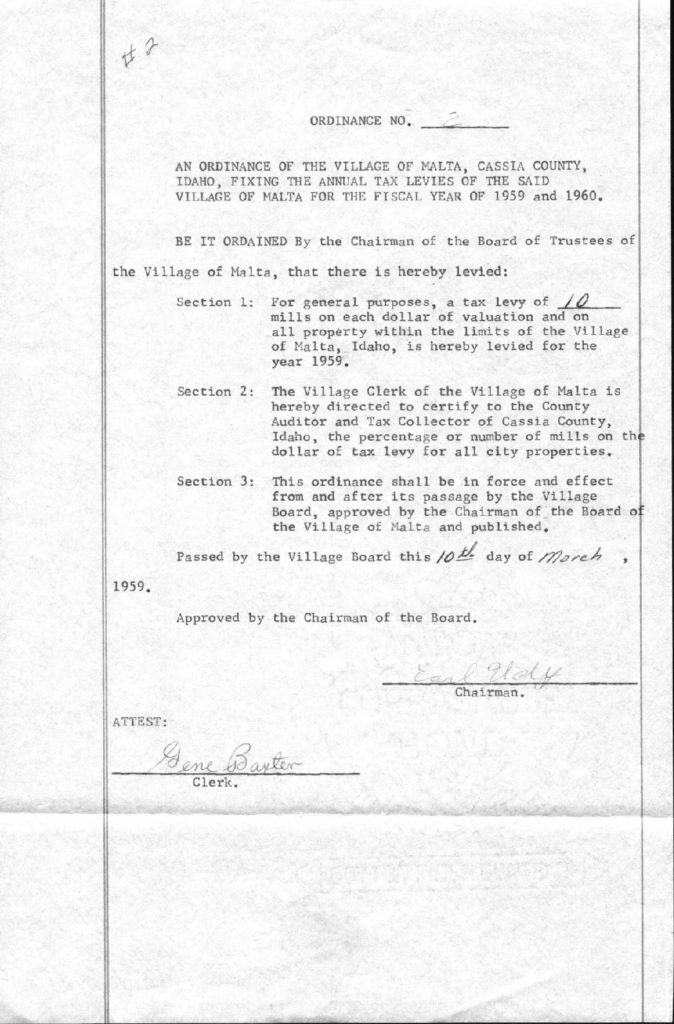 # 2
ORDINANCE NO. 2
AN ORDINANCE OF THE VILLAGE OF MALTA, CASSIA COUNTY,
IDAHO, FIXING THE ANNUAL TAX LEVIES OF THE SAID
VILLAGE OF MALTA FOR THE FISCAL YEAR OF 1959 and 1960.
BE IT ORDAINED By the Chairman of the Board of Trustees of
the Village of Malta, that there is hereby levied:
Section 1: For general purposes, a tax levy of 10
mills on each dollar of valuation and on
all property within the limits of the Village
of Malta, Idaho, is hereby levied for the
year 1959.
Section 2: The Village Clerk of the Village of Malta is
hereby directed to certify to the County
Auditor and Tax Collector of Cassia County,
Idaho, the percentage or number of mills on the
dollar of tax levy for all city properties.
Section 3: This ordinance shall be in force and effect
from and after its passage by the Village
Board, approved by the Chairman of the Board of
the Village of Malta and published.
Passed by the Village Board this 10th day of March ,
1959.
Approved by the Chairman of the Board.
Earl Udy
Chairman.
ATTEST:
Gene Baxter
Clerk.